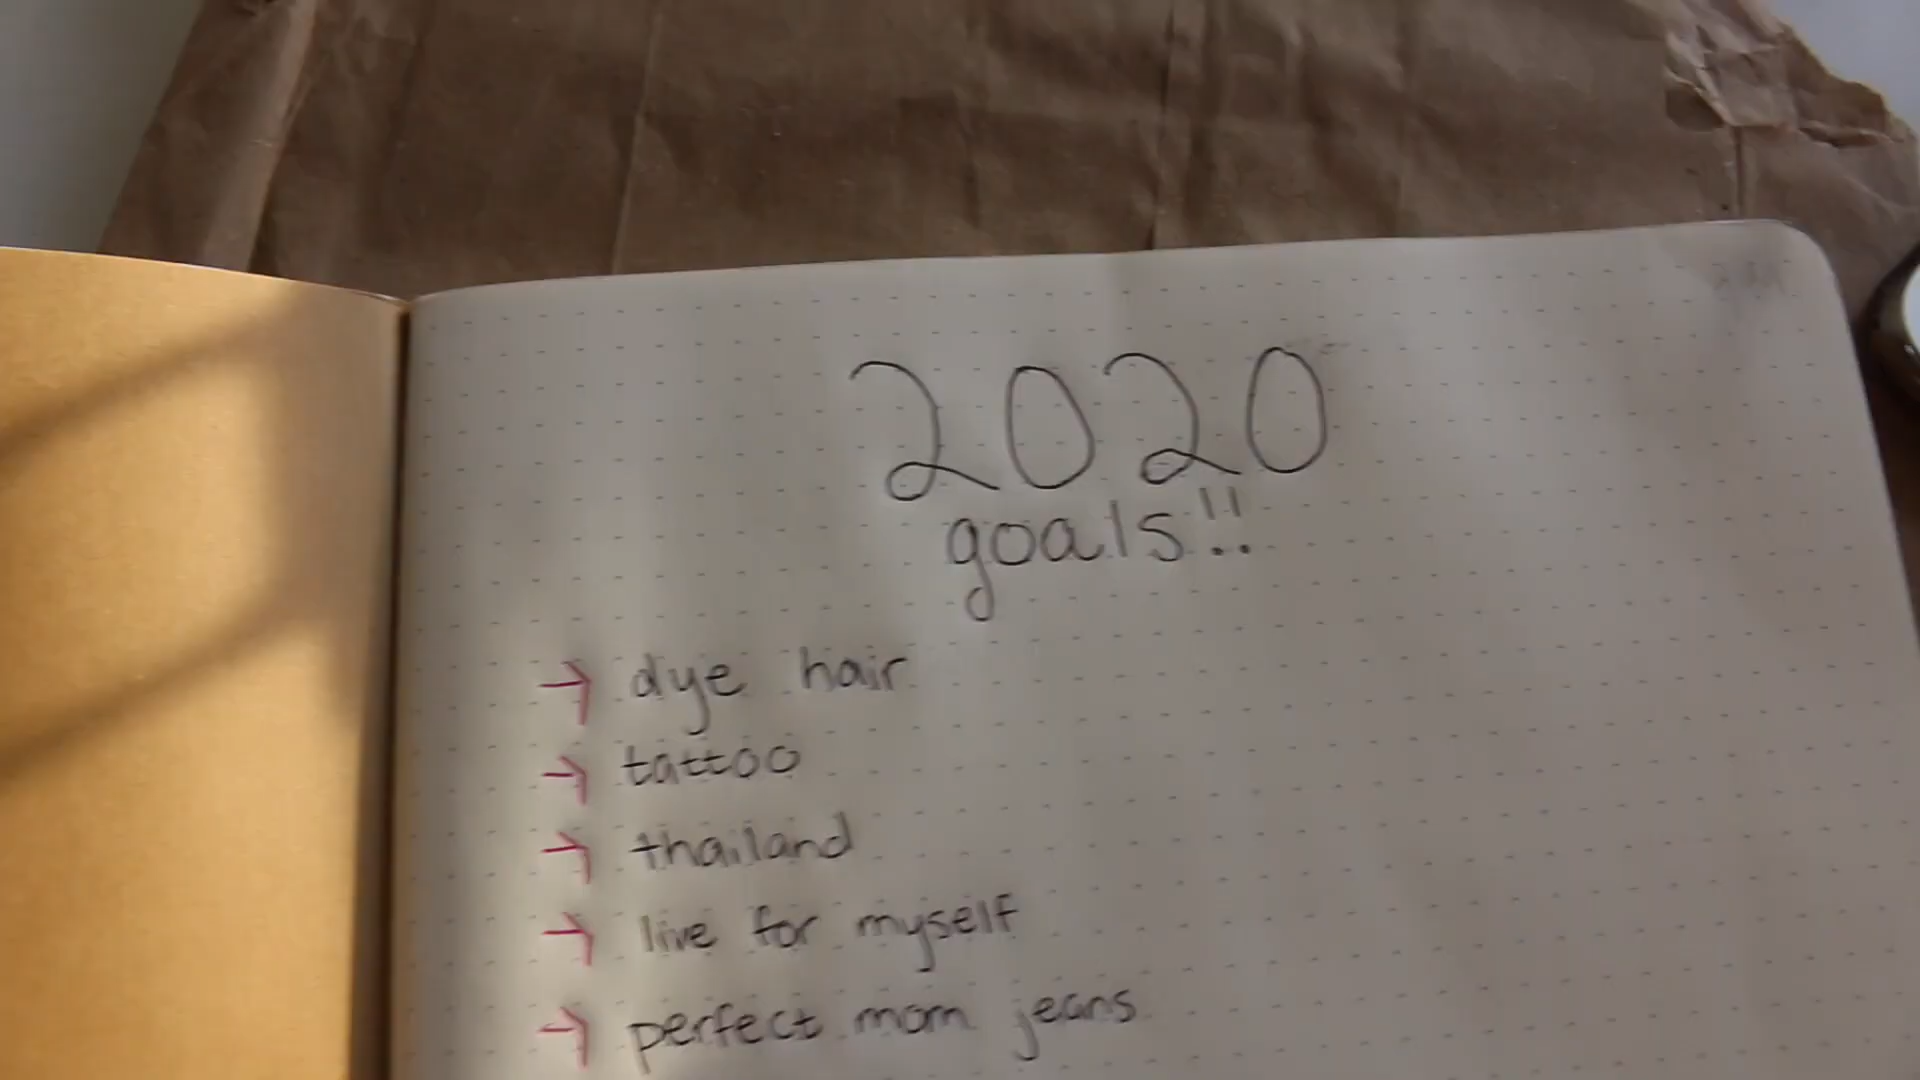 2020
goals!!
→ dye hair
→ tattoo
→ thailand
→ live for myself
→ perfect mom jeans